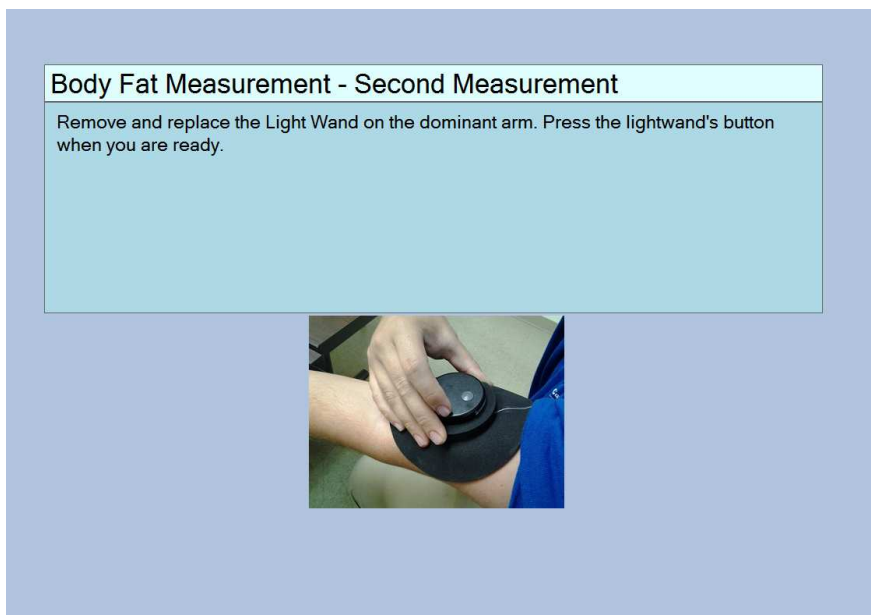 Body Fat Measurement - Second Measurement
Remove and replace the Light Wand on the dominant arm. Press the lightwand's button
when you are ready.